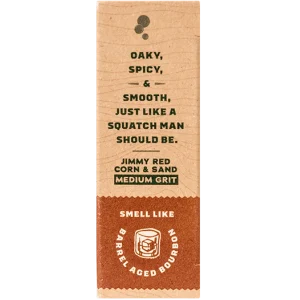 OAKY,
SPICY,
&
SMOOTH,
JUST LIKE A
SQUATCH MAN
SHOULD BE.
JIMMY RED
CORN & SAND
MEDIUM GRIT
SMELL LIKE
BARREL AGED BOURBON